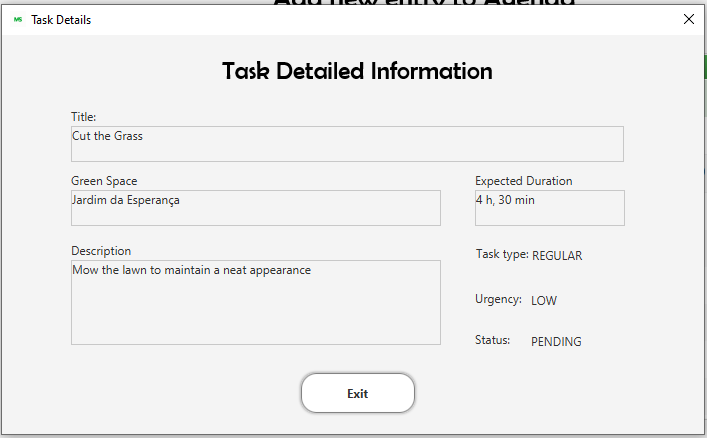 Add new entry to Agenda
MS Task Details
Task Detailed Information
Title:
Cut the Grass
Green Space
Expected Duration
Jardim da Esperança
4 h, 30 min
Description
Task type: REGULAR
Mow the lawn to maintain a neat appearance
Urgency: LOW
Status: PENDING
Exit